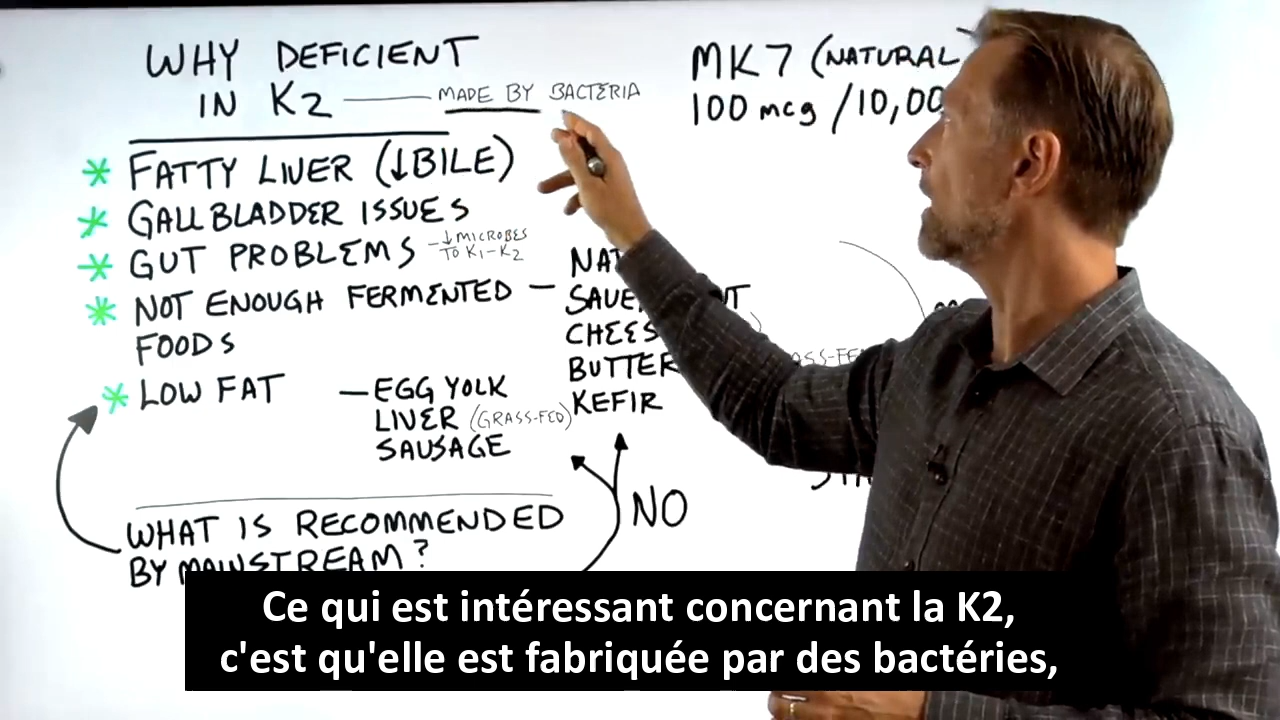 WHY DEFICIENT
IN K2 — MADE BY BACTERIA
MK7 (NATURAL
100 mcg /10,00
* FATTY LIVER (↓BILE)
* GALLBLADDER ISSUES
* GUT PROBLEMS - ↓ MICROBES
TO K1-K2
* NOT ENOUGH FERMENTED —
FOODS
CHEES
BUTTER
KEFIR
* LOW FAT — EGG YOLK
LIVER (GRASS-FED)
SAUSAGE
NO
WHAT IS RECOMMENDED
BY MAINSTREAM?
Ce qui est intéressant concernant la K2,
c'est qu'elle est fabriquée par des bactéries,